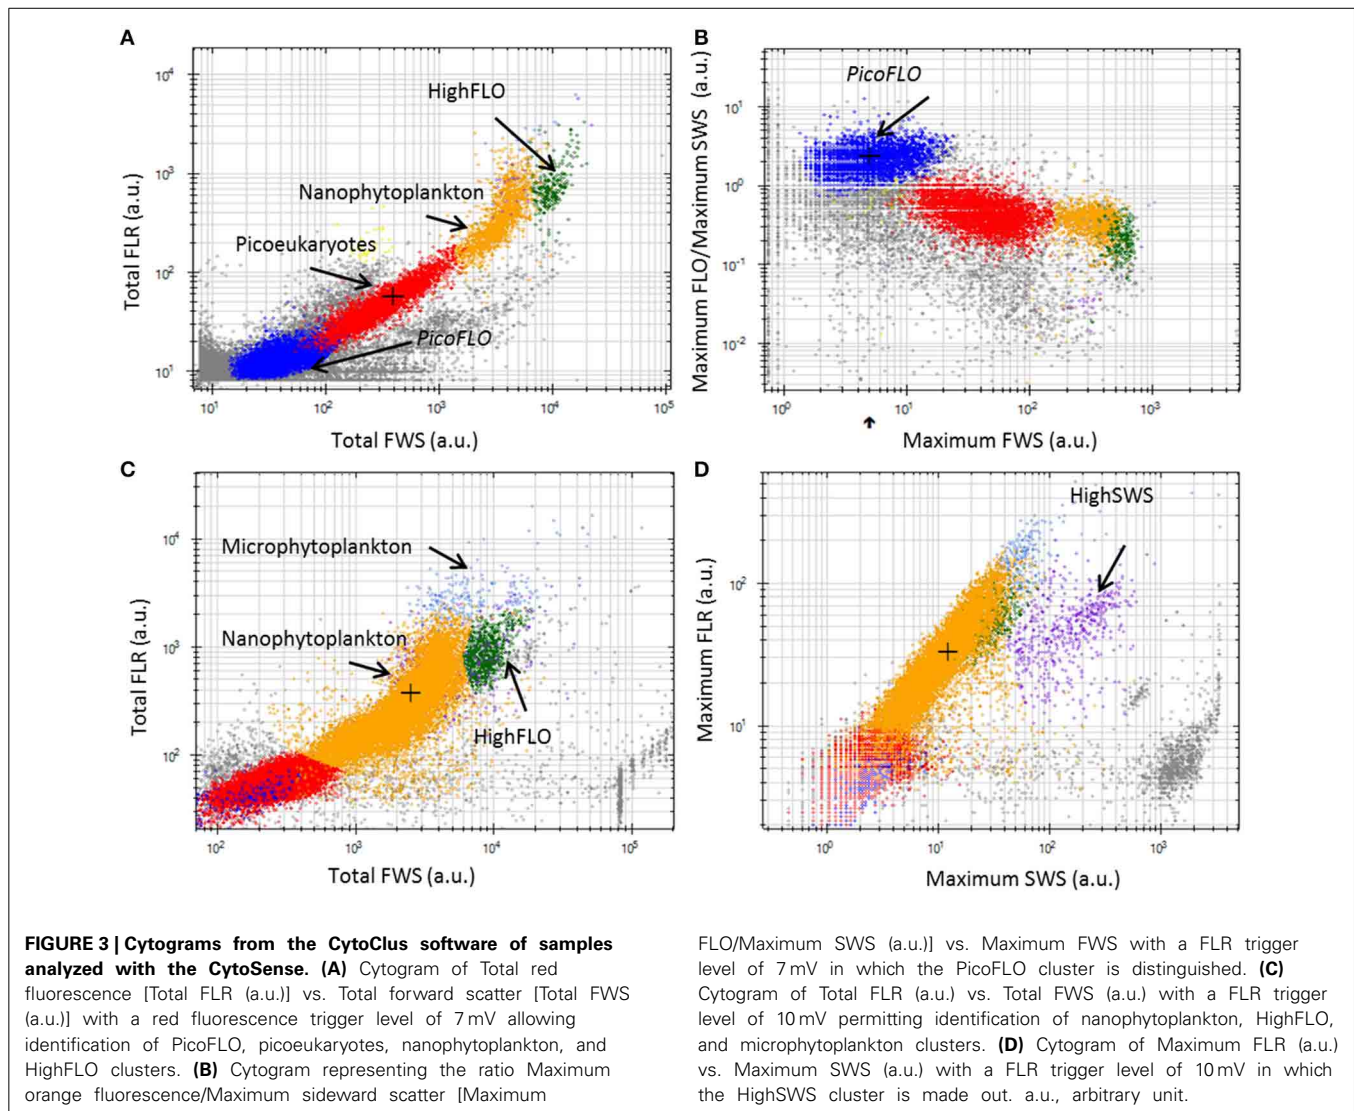 A
10⁴
10³
10²
10¹
Total FLR (a.u.)
HighFLO
Nanophytoplankton
Picoeukaryotes
PicoFLO
10¹ 10² 10³ 10⁴ 10⁵
Total FWS (a.u.)
B
10¹
10⁰
10⁻¹
10⁻²
Maximum FLO/Maximum SWS (a.u.)
PicoFLO
10⁰ 10¹ 10² 10³
Maximum FWS (a.u.)
C
10⁴
10³
10²
Total FLR (a.u.)
Microphytoplankton
Nanophytoplankton
HighFLO
10² 10³ 10⁴ 10⁵
Total FWS (a.u.)
D
10²
10¹
Maximum FLR (a.u.)
HighSWS
10⁰ 10¹ 10² 10³
Maximum SWS (a.u.)
FIGURE 3 | Cytograms from the CytoClus software of samples
analyzed with the CytoSense. (A) Cytogram of Total red
fluorescence [Total FLR (a.u.)] vs. Total forward scatter [Total FWS
(a.u.)] with a red fluorescence trigger level of 7 mV allowing
identification of PicoFLO, picoeukaryotes, nanophytoplankton, and
HighFLO clusters. (B) Cytogram representing the ratio Maximum
orange fluorescence/Maximum sideward scatter [Maximum
FLO/Maximum SWS (a.u.)] vs. Maximum FWS with a FLR trigger
level of 7 mV in which the PicoFLO cluster is distinguished. (C)
Cytogram of Total FLR (a.u.) vs. Total FWS (a.u.) with a FLR trigger
level of 10 mV permitting identification of nanophytoplankton, HighFLO,
and microphytoplankton clusters. (D) Cytogram of Maximum FLR (a.u.)
vs. Maximum SWS (a.u.) with a FLR trigger level of 10 mV in which
the HighSWS cluster is made out. a.u., arbitrary unit.